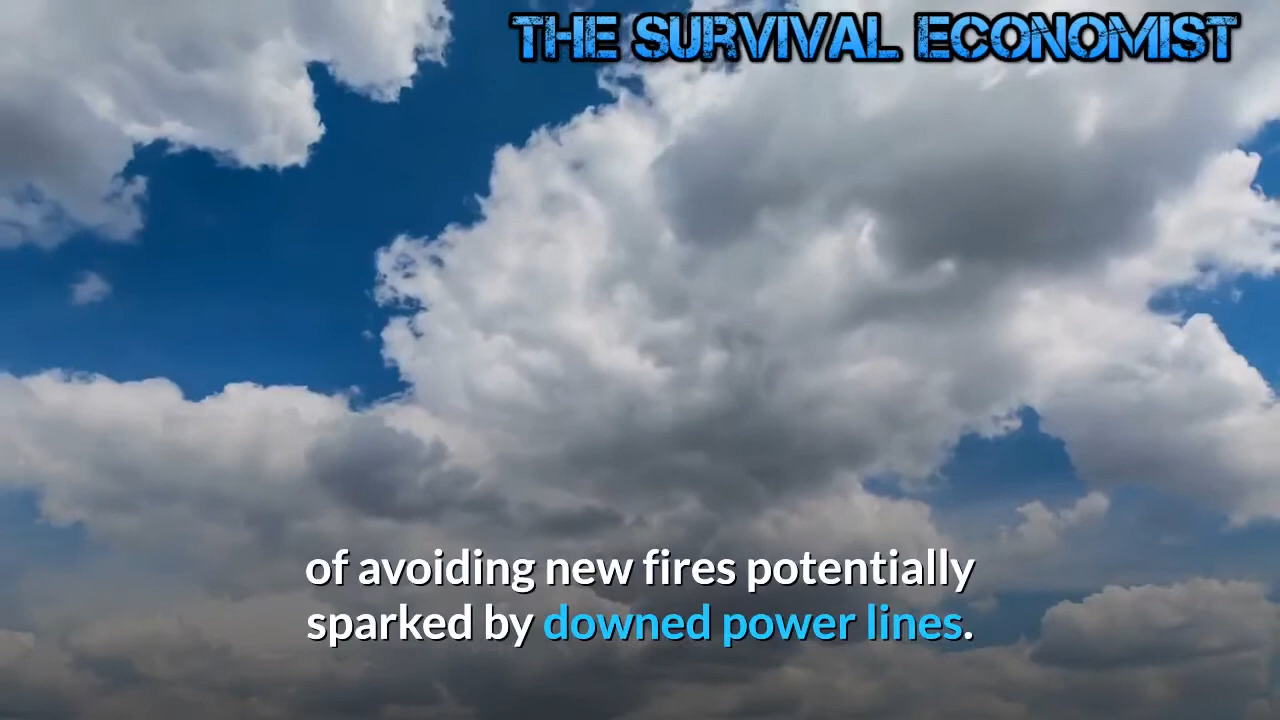 THE SURVIVAL ECONOMIST
of avoiding new fires potentially
sparked by downed power lines.